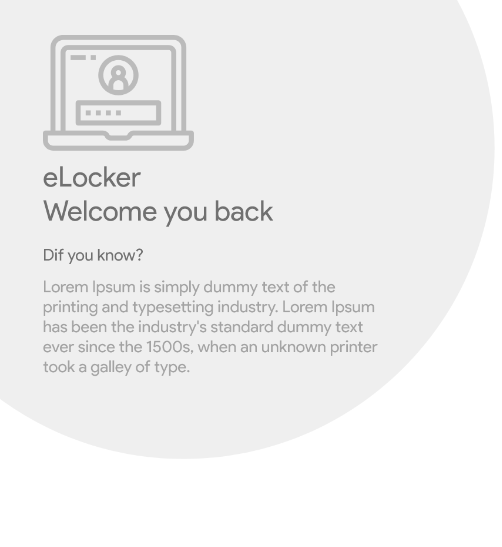 eLocker
Welcome you back
Dif you know?
Lorem Ipsum is simply dummy text of the
printing and typesetting industry. Lorem Ipsum
has been the industry's standard dummy text
ever since the 1500s, when an unknown printer
took a galley of type.